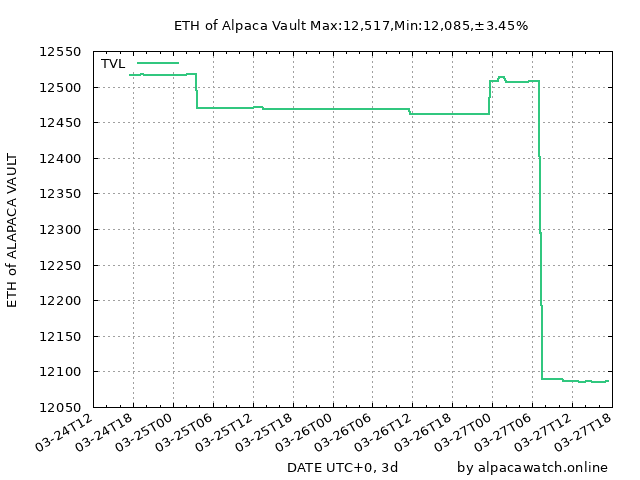 ETH of Alpaca Vault Max:12,517,Min:12,085,±3.45%
TVL
12550
12500
12450
12400
12350
12300
12250
12200
12150
12100
12050
ETH of ALAPACA VAULT
03-24T12
03-24T18
03-25T00
03-25T06
03-25T12
03-25T18
03-26T00
03-26T06
03-26T12
03-26T18
03-27T00
03-27T06
03-27T12
03-27T18
DATE UTC+0, 3d
by alpacawatch.online